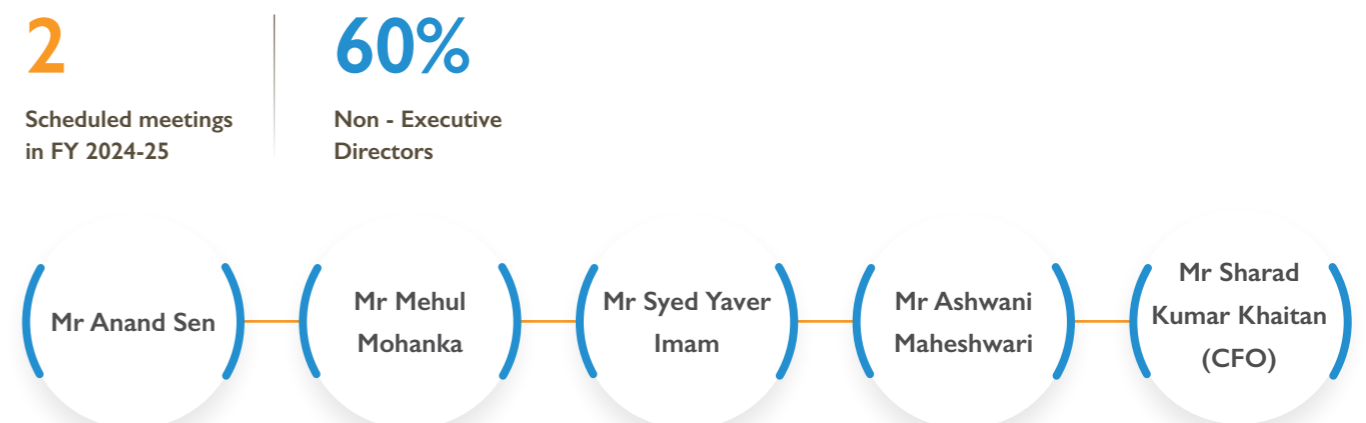 2
Scheduled meetings
in FY 2024-25
60%
Non - Executive
Directors
Mr Anand Sen
Mr Mehul
Mohanka
Mr Syed Yaver
Imam
Mr Ashwani
Maheshwari
Mr Sharad
Kumar Khaitan
(CFO)